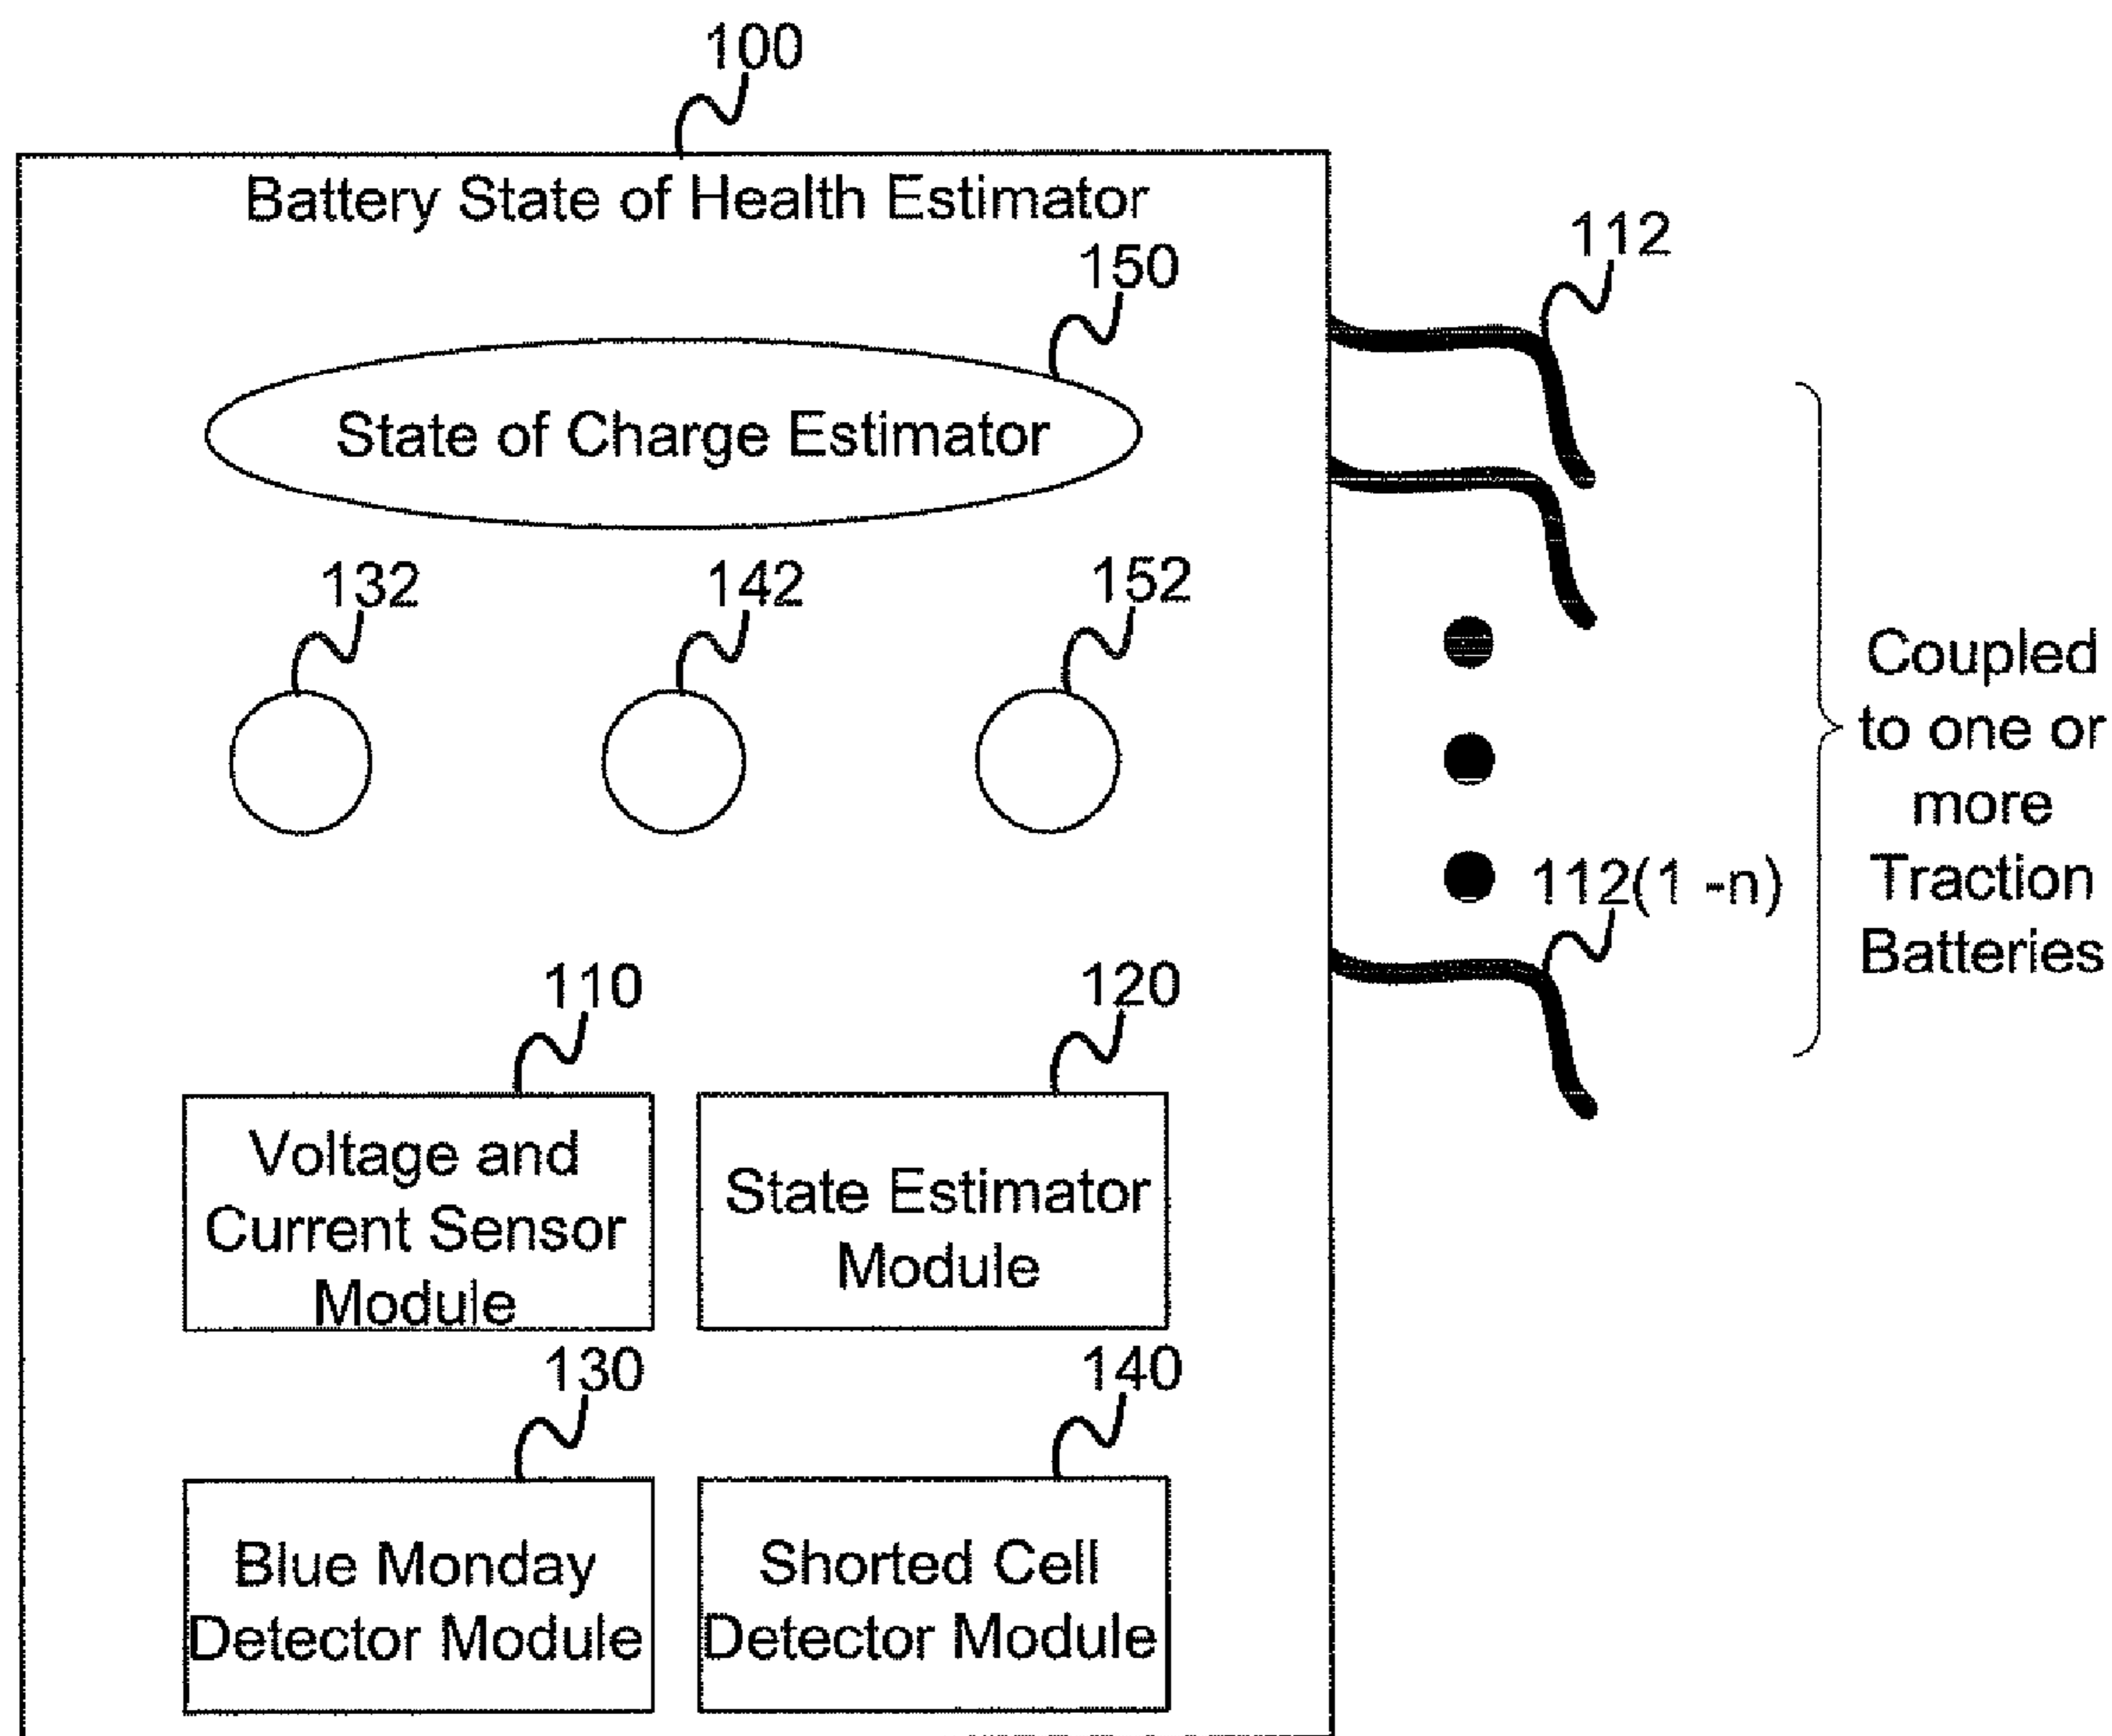 100
Battery State of Health Estimator
112
150
State of Charge Estimator
132
142
152
Coupled
to one or
more
Traction
Batteries
112(1 -n)
110
120
Voltage and
Current Sensor
Module
State Estimator
Module
130
140
Blue Monday
Detector Module
Shorted Cell
Detector Module